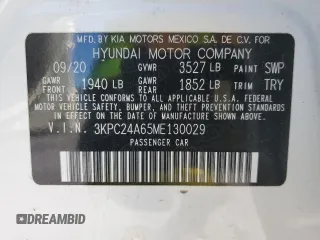 MFD. BY KIA MOTORS MEXICO S.A. DE C.V. FOR
HYUNDAI MOTOR COMPANY
09/20 GVWR 3527 LB PAINT SWP
GAWR FRONT 1940 LB GAWR REAR 1852 LB TRIM TRY
THIS VEHICLE CONFORMS TO ALL APPLICABLE U.S. FEDERAL MOTOR
VEHICLE SAFETY, BUMPER, AND THEFT PREVENTION STANDARDS
IN EFFECT ON THE DATE OF MANUFACTURE SHOWN ABOVE.
V.I.N. 3KPC24A65ME130029
PASSENGER CAR
DREAMBID